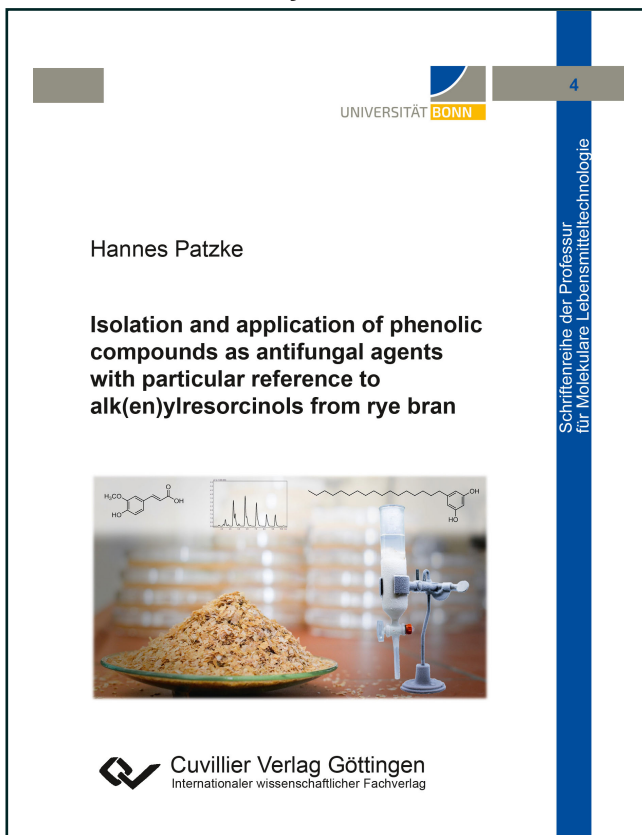 4
UNIVERSITÄT BONN
Schriftenreihe der Professur
für Molekulare Lebensmitteltechnologie
Hannes Patzke
Isolation and application of phenolic
compounds as antifungal agents
with particular reference to
alk(en)ylresorcinols from rye bran
O
H₃CO
OH
HO
OH
HO
Cuvillier Verlag Göttingen
Internationaler wissenschaftlicher Fachverlag